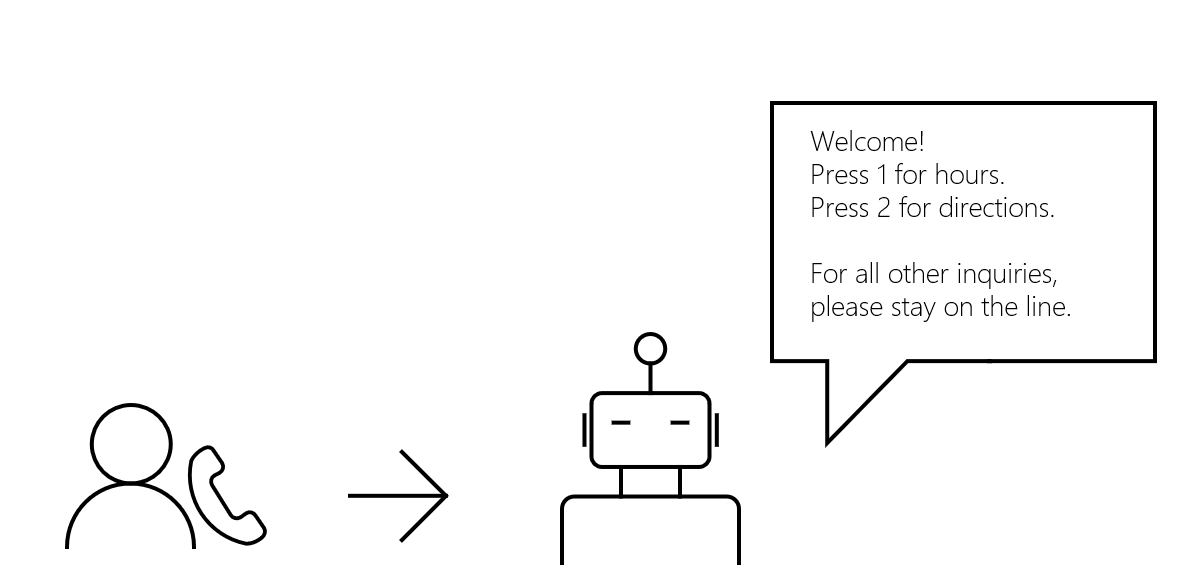 Welcome!
Press 1 for hours.
Press 2 for directions.
For all other inquiries,
please stay on the line.